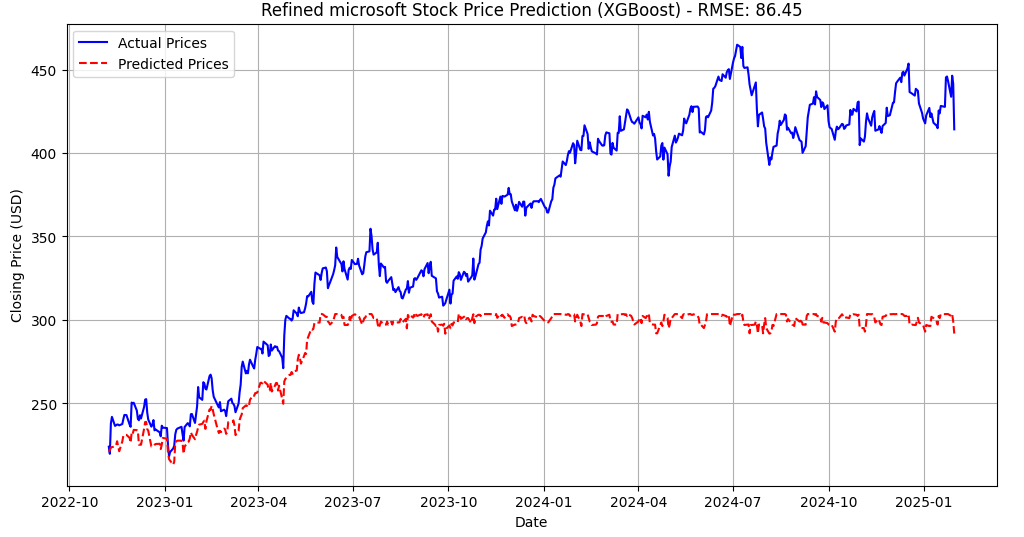 Refined microsoft Stock Price Prediction (XGBoost) - RMSE: 86.45
Actual Prices
Predicted Prices
Closing Price (USD)
450
400
350
300
250
2022-10 2023-01 2023-04 2023-07 2023-10 2024-01 2024-04 2024-07 2024-10 2025-01
Date